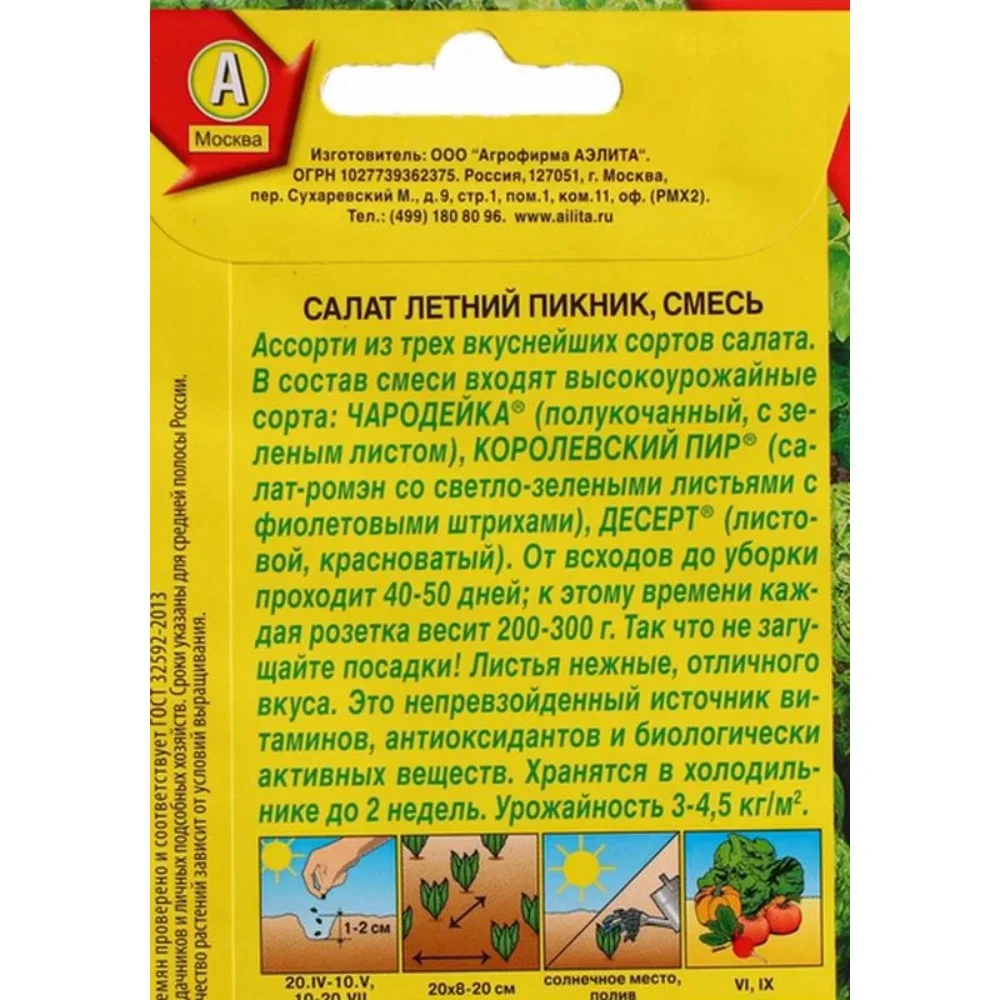 А
Москва
Изготовитель: ООО "Агрофирма АЭЛИТА".
ОГРН 1027739362375. Россия,127051, г. Москва,
пер. Сухаревский М., д.9, стр.1, пом.1, ком.11, оф. (РМХ2).
Тел.: (499) 180 80 96. www.ailita.ru
САЛАТ ЛЕТНИЙ ПИКНИК, СМЕСЬ
Ассорти из трех вкуснейших сортов салата.
В состав смеси входят высокоурожайные
сорта: ЧАРОДЕЙКА® (полукочанный, с зе-
леным листом), КОРОЛЕВСКИЙ ПИР® (са-
лат-ромэн со светло-зелеными листьями с
фиолетовыми штрихами), ДЕСЕРТ® (листо-
вой, красноватый). От всходов до уборки
проходит 40-50 дней; к этому времени каж-
дая розетка весит 200-300 г. Так что не загу-
щайте посадки! Листья нежные, отличного
вкуса. Это непревзойденный источник ви-
таминов, антиоксидантов и биологически
активных веществ. Хранятся в холодиль-
нике до 2 недель. Урожайность 3-4,5 кг/м².
1-2 см
20.IV-10.V,
10-20.VII
20х8-20 см
солнечное место,
полив
VI, IX
емян проверено и соответствует ГОСТ 32592-2013
дачников и личных подсобных хозяйств. Сроки указаны для средней полосы России.
чество растений зависит от условий выращивания.